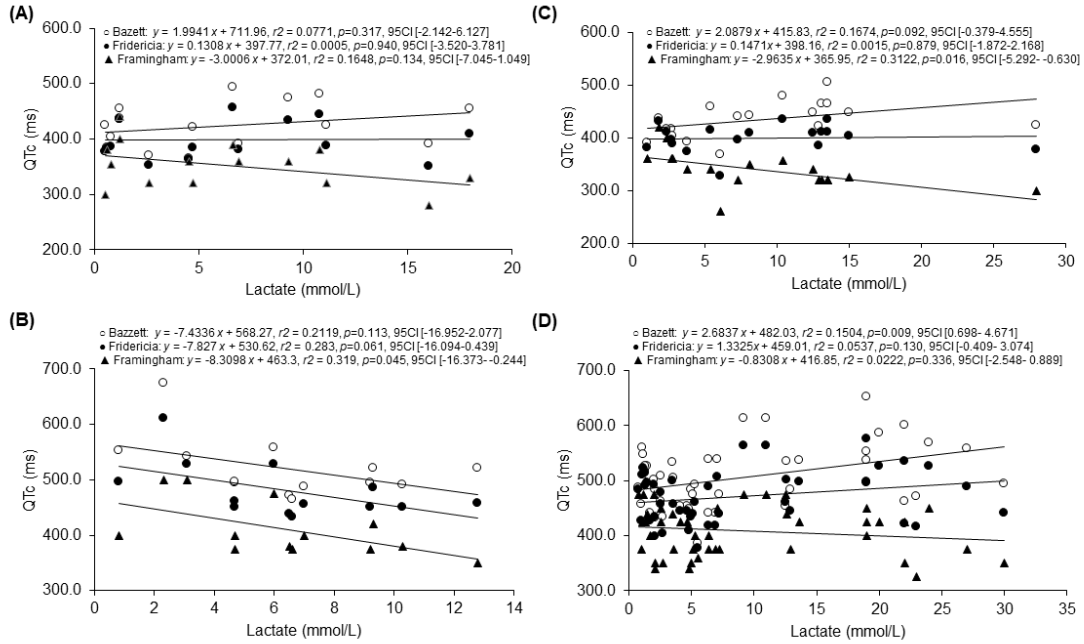 (A)
○ Bazett: y = 1.9941 x + 711.96, r2 = 0.0771, p=0.317, 95CI [-2.142-6.127]
● Fridericia: y = 0.1308 x + 397.77, r2 = 0.0005, p=0.940, 95CI [-3.520-3.781]
▲ Framingham: y = -3.0006 x + 372.01, r2 = 0.1648, p=0.134, 95CI [-7.045-1.049]
600.0
500.0
400.0
300.0
200.0
QTc (ms)
0 5 10 15 20
Lactate (mmol/L)
(C)
○ Bazett: y = 2.0879 x + 415.83, r2 = 0.1674, p=0.092, 95CI [-0.379-4.555]
● Fridericia: y = 0.1471 x + 398.16, r2 = 0.0015, p=0.879, 95CI [-1.872-2.168]
▲ Framingham: y = -2.9635 x + 365.95, r2 = 0.3122, p=0.016, 95CI [-5.292- -0.630]
600.0
500.0
400.0
300.0
200.0
QTc (ms)
0 5 10 15 20 25 30
Lactate (mmol/L)
(B)
○ Bazzett: y = -7.4336 x + 568.27, r2 = 0.2119, p=0.113, 95CI [-16.952-2.077]
● Fridericia: y = -7.827 x + 530.62, r2 = 0.283, p=0.061, 95CI [-16.094-0.439]
▲ Framingham: y = -8.3098 x + 463.3, r2 = 0.319, p=0.045, 95CI [-16.373- -0.244]
700.0
600.0
500.0
400.0
300.0
QTc (ms)
0 2 4 6 8 10 12 14
Lactate (mmol/L)
(D)
○ Bazett: y = 2.6837 x + 482.03, r2 = 0.1504, p=0.009, 95CI [0.698- 4.671]
● Fridericia: y = 1.3325x + 459.01, r2 = 0.0537, p=0.130, 95CI [-0.409- 3.074]
▲ Framingham: y = -0.8308 x + 416.85, r2 = 0.0222, p=0.336, 95CI [-2.548- 0.889]
700.0
600.0
500.0
400.0
300.0
QTc (ms)
0 5 10 15 20 25 30 35
Lactate (mmol/L)